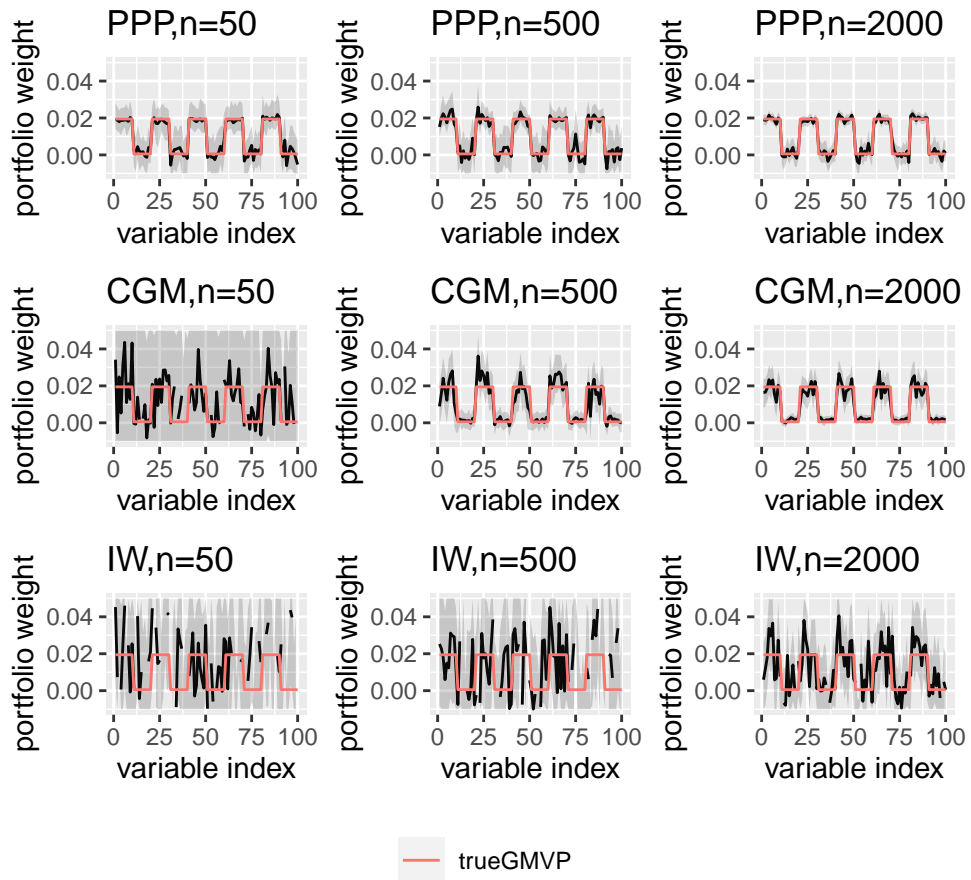 PPP,n=50
PPP,n=500
PPP,n=2000
portfolio weight
0.04
0.02
0.00
portfolio weight
0.04
0.02
0.00
portfolio weight
0.04
0.02
0.00
0 25 50 75 100
0 25 50 75 100
0 25 50 75 100
variable index
variable index
variable index
CGM,n=50
CGM,n=500
CGM,n=2000
portfolio weight
0.04
0.02
0.00
portfolio weight
0.04
0.02
0.00
portfolio weight
0.04
0.02
0.00
0 25 50 75 100
0 25 50 75 100
0 25 50 75 100
variable index
variable index
variable index
IW,n=50
IW,n=500
IW,n=2000
portfolio weight
0.04
0.02
0.00
portfolio weight
0.04
0.02
0.00
portfolio weight
0.04
0.02
0.00
0 25 50 75 100
0 25 50 75 100
0 25 50 75 100
variable index
variable index
variable index
trueGMVP